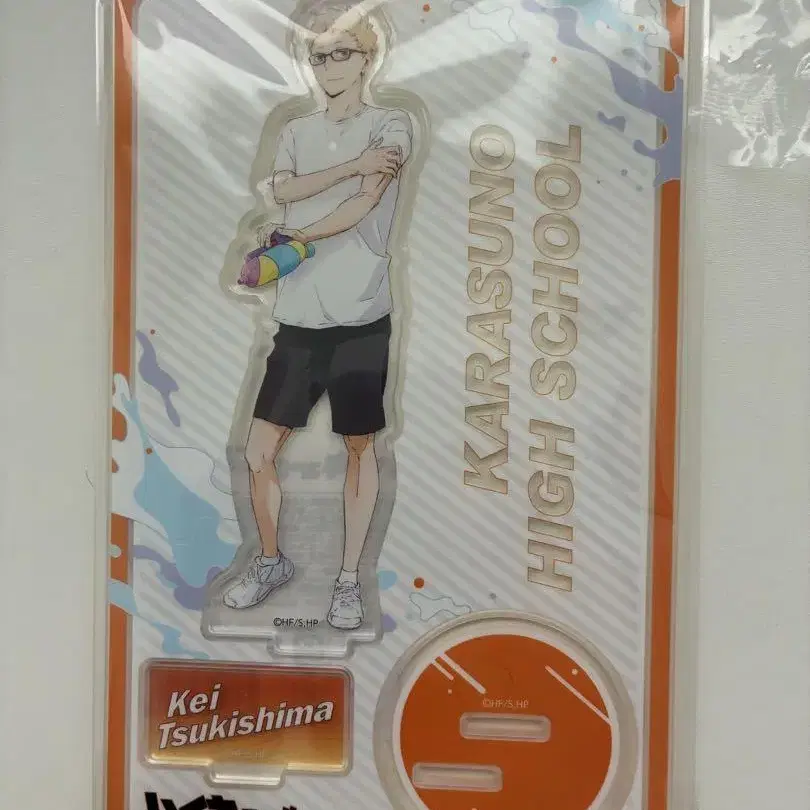 KARASUNO
HIGH SCHOOL
©HF/S,HP
Kei
Tsukishima
©HF/S,HP